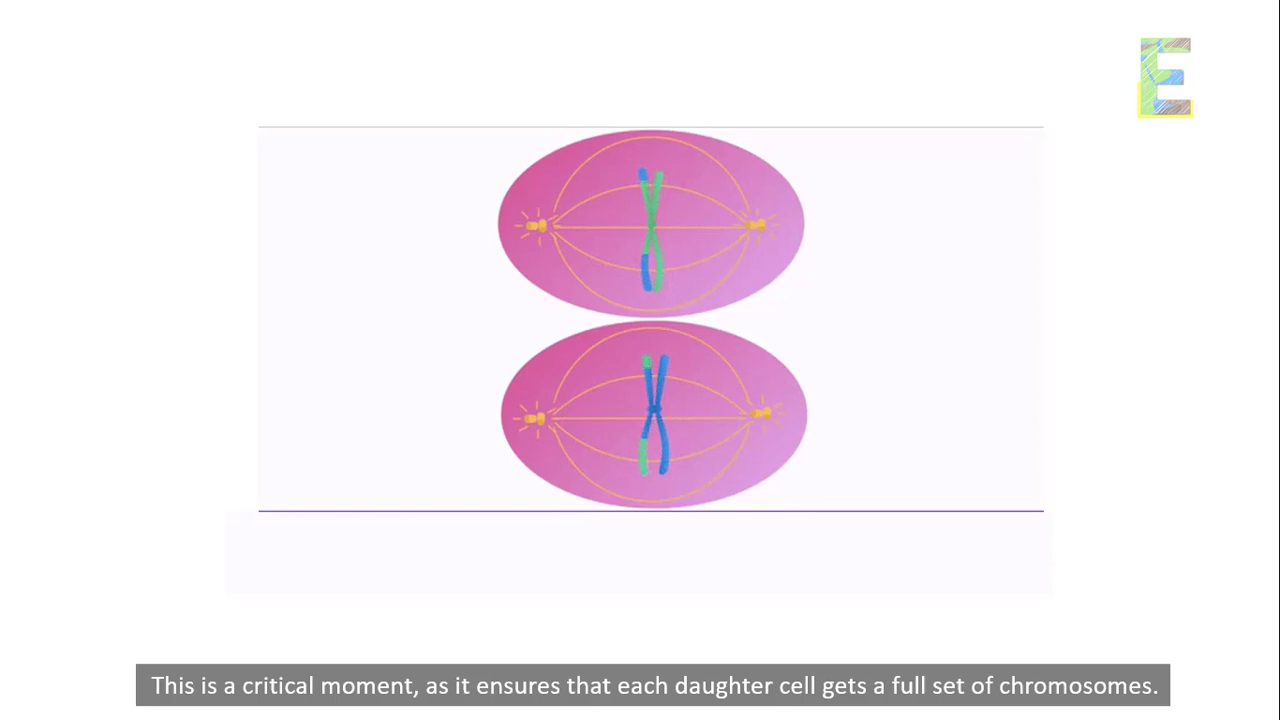 E
This is a critical moment, as it ensures that each daughter cell gets a full set of chromosomes.